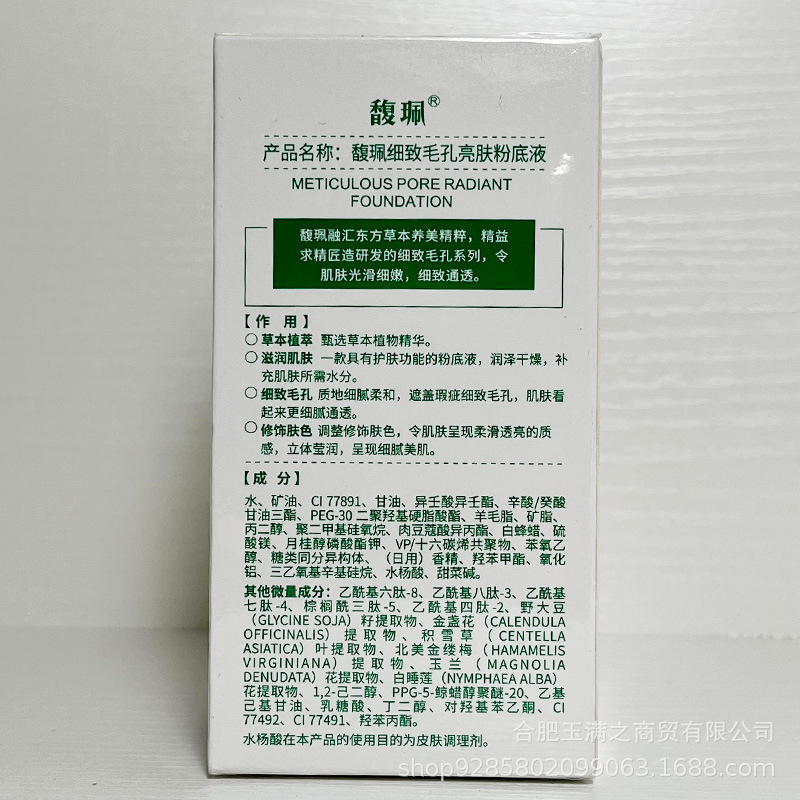 馥珮®
产品名称：馥珮细致毛孔亮肤粉底液
METICULOUS PORE RADIANT
FOUNDATION
馥珮融汇东方草本养美精粹，精益
求精匠造研发的细致毛孔系列，令
肌肤光滑细嫩，细致通透。
【作 用】
○草本植萃 甄选草本植物精华。
○滋润肌肤 一款具有护肤功能的粉底液，润泽干燥，补
充肌肤所需水分。
○细致毛孔 质地细腻柔和，遮盖瑕疵细致毛孔，肌肤看
起来更细腻通透。
○修饰肤色 调整修饰肤色，令肌肤呈现柔滑透亮的质
感，立体莹润，呈现细腻美肌。
【成 分】
水、矿油、CI 77891、甘油、异壬酸异壬酯、辛酸/癸酸
甘油三酯、PEG-30 二聚羟基硬脂酸酯、羊毛脂、矿脂、
丙二醇、聚二甲基硅氧烷、肉豆蔻酸异丙酯、白蜂蜡、硫
酸镁、月桂醇磷酸酯钾、VP/十六碳烯共聚物、苯氧乙
醇、糖类同分异构体、（日用）香精、羟苯甲酯、氧化
铝、三乙氧基辛基硅烷、水杨酸、甜菜碱。
其他微量成分：乙酰基六肽-8、乙酰基八肽-3、乙酰基
七肽-4、棕榈酰三肽-5、乙酰基四肽-2、野大豆
（GLYCINE SOJA）籽提取物、金盏花（CALENDULA
OFFICINALIS）提取物、积雪草（CENTELLA
ASIATICA）叶提取物、北美金缕梅（HAMAMELIS
VIRGINIANA）提取物、玉兰（MAGNOLIA
DENUDATA）花提取物、白睡莲（NYMPHAEA ALBA）
花提取物、1,2-己二醇、PPG-5-鲸蜡醇聚醚-20、乙基
己基甘油、乳糖酸、丁二醇、对羟基苯乙酮、CI
77492、CI 77491、羟苯丙酯。
水杨酸在本产品的使用目的为皮肤调理剂。
合肥玉满之商贸有限公司
shop9285802099063.1688.com